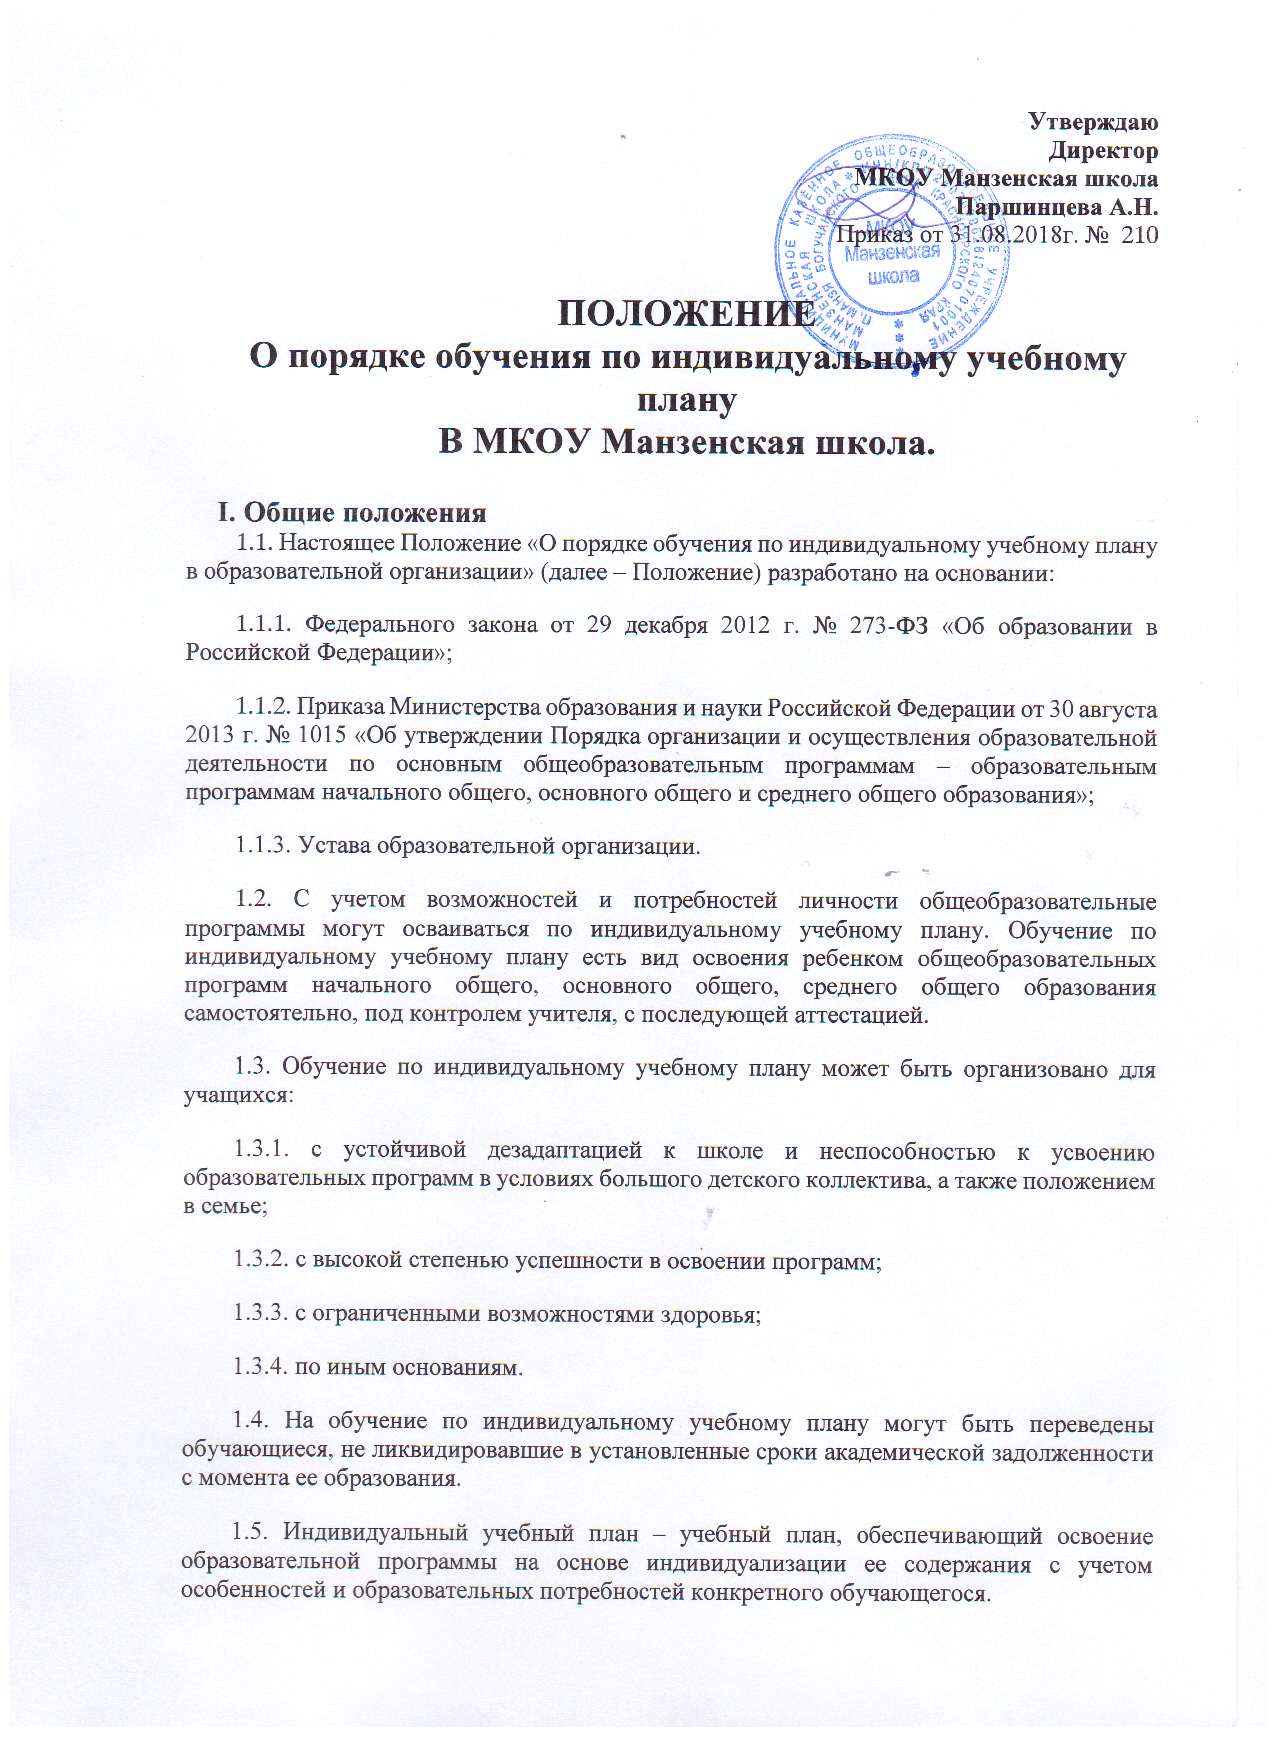 Утверждаю
Директор
МКОУ Манзенская школа
Паршинцева А.Н.
Приказ от 31.08.2018г. № 210
МКОУ
Манзенская
школа
ПОЛОЖЕНИЕ
О порядке обучения по индивидуальному учебному
плану
В МКОУ Манзенская школа.
I. Общие положения
1.1. Настоящее Положение «О порядке обучения по индивидуальному учебному плану
в образовательной организации» (далее – Положение) разработано на основании:
1.1.1. Федерального закона от 29 декабря 2012 г. № 273-ФЗ «Об образовании в
Российской Федерации»;
1.1.2. Приказа Министерства образования и науки Российской Федерации от 30 августа
2013 г. № 1015 «Об утверждении Порядка организации и осуществления образовательной
деятельности по основным общеобразовательным программам – образовательным
программам начального общего, основного общего и среднего общего образования»;
1.1.3. Устава образовательной организации.
1.2. С учетом возможностей и потребностей личности общеобразовательные
программы могут осваиваться по индивидуальному учебному плану. Обучение по
индивидуальному учебному плану есть вид освоения ребенком общеобразовательных
программ начального общего, основного общего, среднего общего образования
самостоятельно, под контролем учителя, с последующей аттестацией.
1.3. Обучение по индивидуальному учебному плану может быть организовано для
учащихся:
1.3.1. с устойчивой дезадаптацией к школе и неспособностью к усвоению
образовательных программ в условиях большого детского коллектива, а также положением
в семье;
1.3.2. с высокой степенью успешности в освоении программ;
1.3.3. с ограниченными возможностями здоровья;
1.3.4. по иным основаниям.
1.4. На обучение по индивидуальному учебному плану могут быть переведены
обучающиеся, не ликвидировавшие в установленные сроки академической задолженности
с момента ее образования.
1.5. Индивидуальный учебный план – учебный план, обеспечивающий освоение
образовательной программы на основе индивидуализации ее содержания с учетом
особенностей и образовательных потребностей конкретного обучающегося.